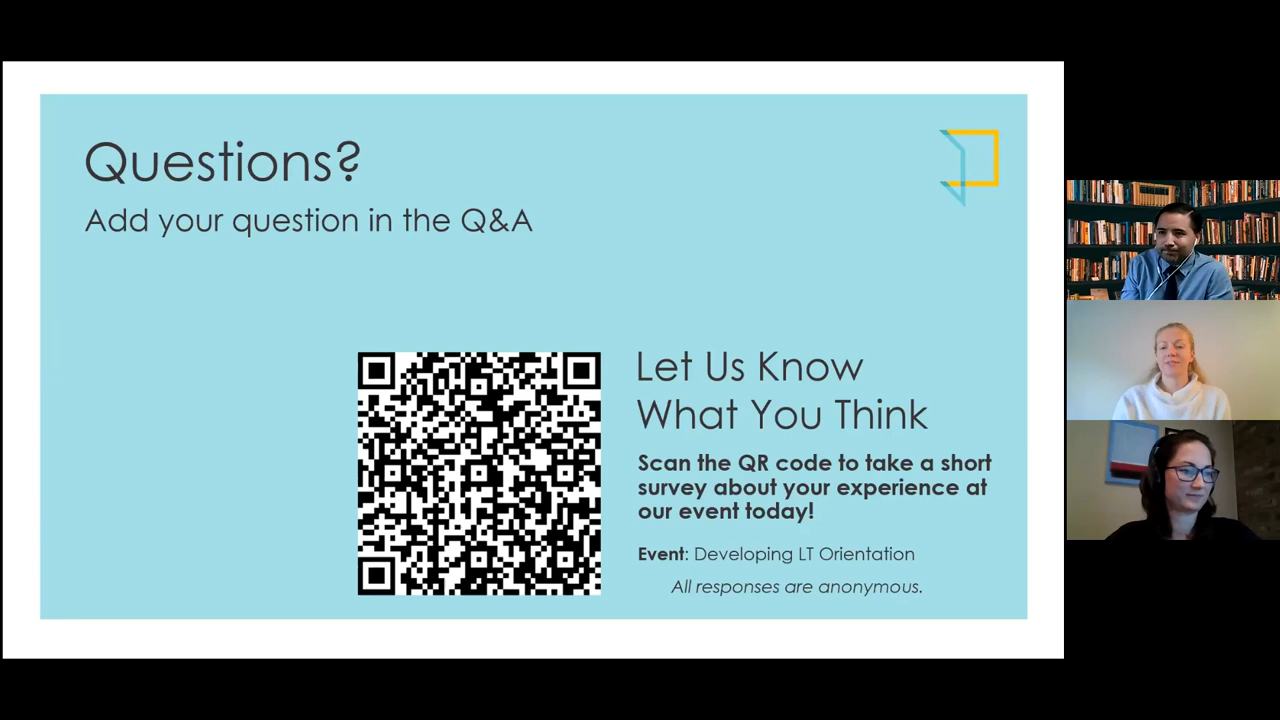 Questions?
Add your question in the Q&A
Let Us Know
What You Think
Scan the QR code to take a short
survey about your experience at
our event today!
Event: Developing LT Orientation
All responses are anonymous.